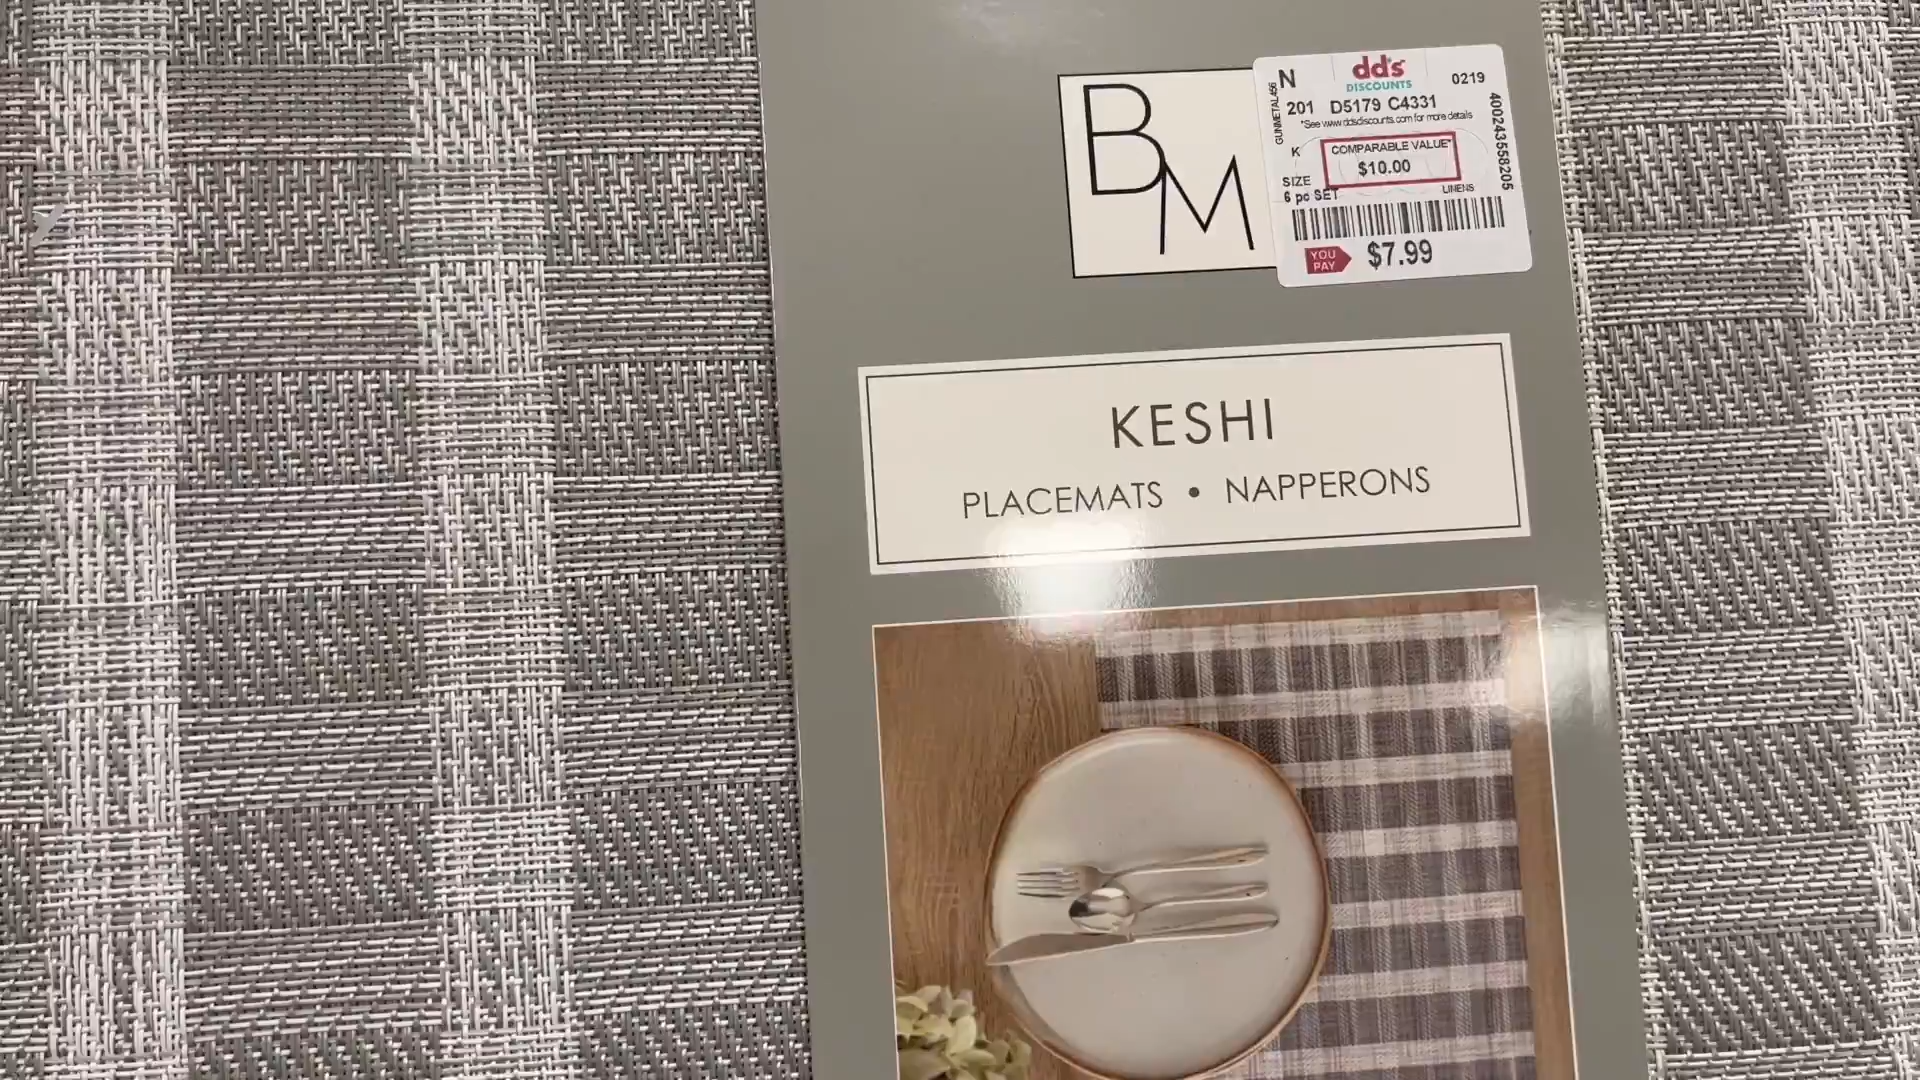 BM
N
dd's
DISCOUNTS
0219
201 D5179 C4331
*See www.ddsdiscounts.com for more details
GUNMETAL456
400243558205
K
COMPARABLE VALUE*
$10.00
SIZE
6 pc SET
LINENS
YOU
PAY
$7.99
KESHI
PLACEMATS • NAPPERONS